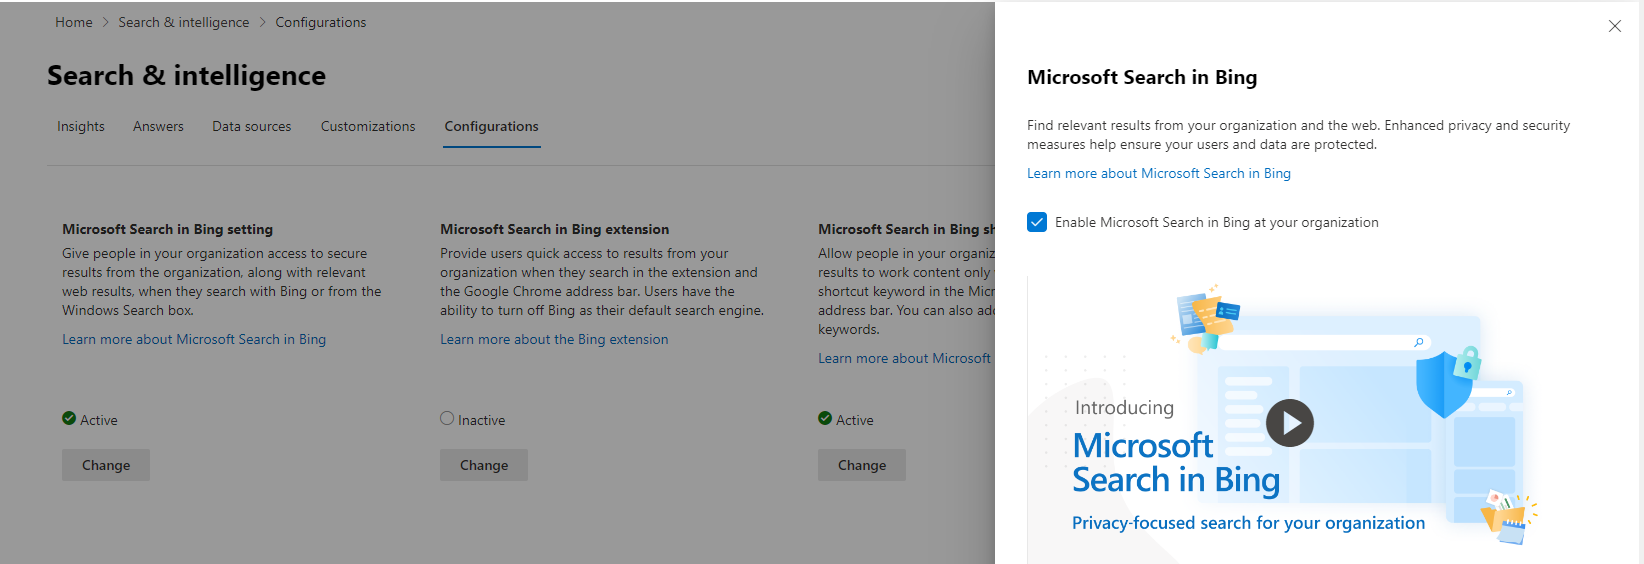 Home > Search & intelligence > Configurations
Search & intelligence
Insights Answers Data sources Customizations Configurations
Microsoft Search in Bing setting
Give people in your organization access to secure
results from the organization, along with relevant
web results, when they search with Bing or from the
Windows Search box.
Learn more about Microsoft Search in Bing
Active
Change
Microsoft Search in Bing extension
Provide users quick access to results from your
organization when they search in the extension and
the Google Chrome address bar. Users have the
ability to turn off Bing as their default search engine.
Learn more about the Bing extension
Inactive
Change
Microsoft Search in Bing sh
Allow people in your organiz
results to work content only
shortcut keyword in the Micr
address bar. You can also ad
keywords.
Learn more about Microsoft
Active
Change
Microsoft Search in Bing
Find relevant results from your organization and the web. Enhanced privacy and security
measures help ensure your users and data are protected.
Learn more about Microsoft Search in Bing
Enable Microsoft Search in Bing at your organization
Introducing
Microsoft
Search in Bing
Privacy-focused search for your organization